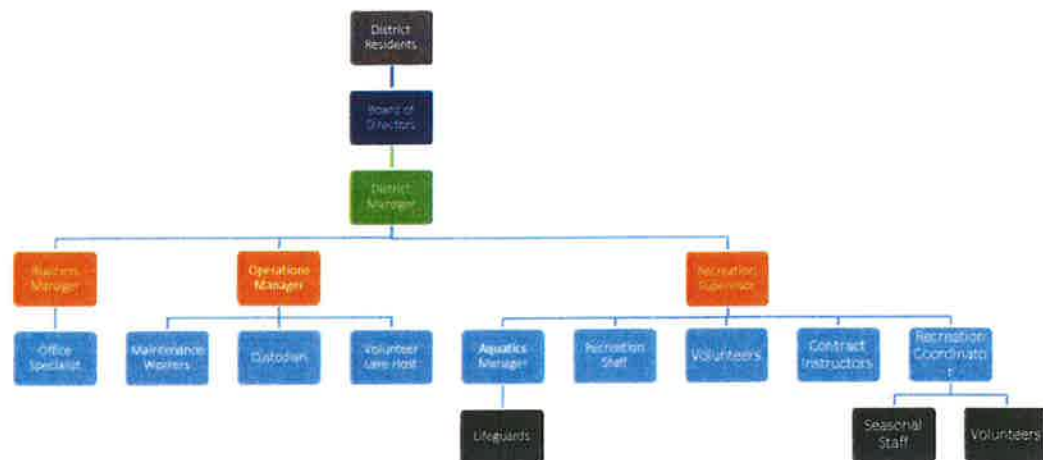 District
Residents
Board of
Directors
District
Manager
Business
Manager
Operations
Manager
Recreation
Supervisor
Office
Specialist
Maintenance
Workers
Custodian
Volunteer
Host
Aquatics
Manager
Recreation
Staff
Volunteers
Contract
Instructors
Recreation
Coordinato
r
Lifeguards
Seasonal
Staff
Volunteers